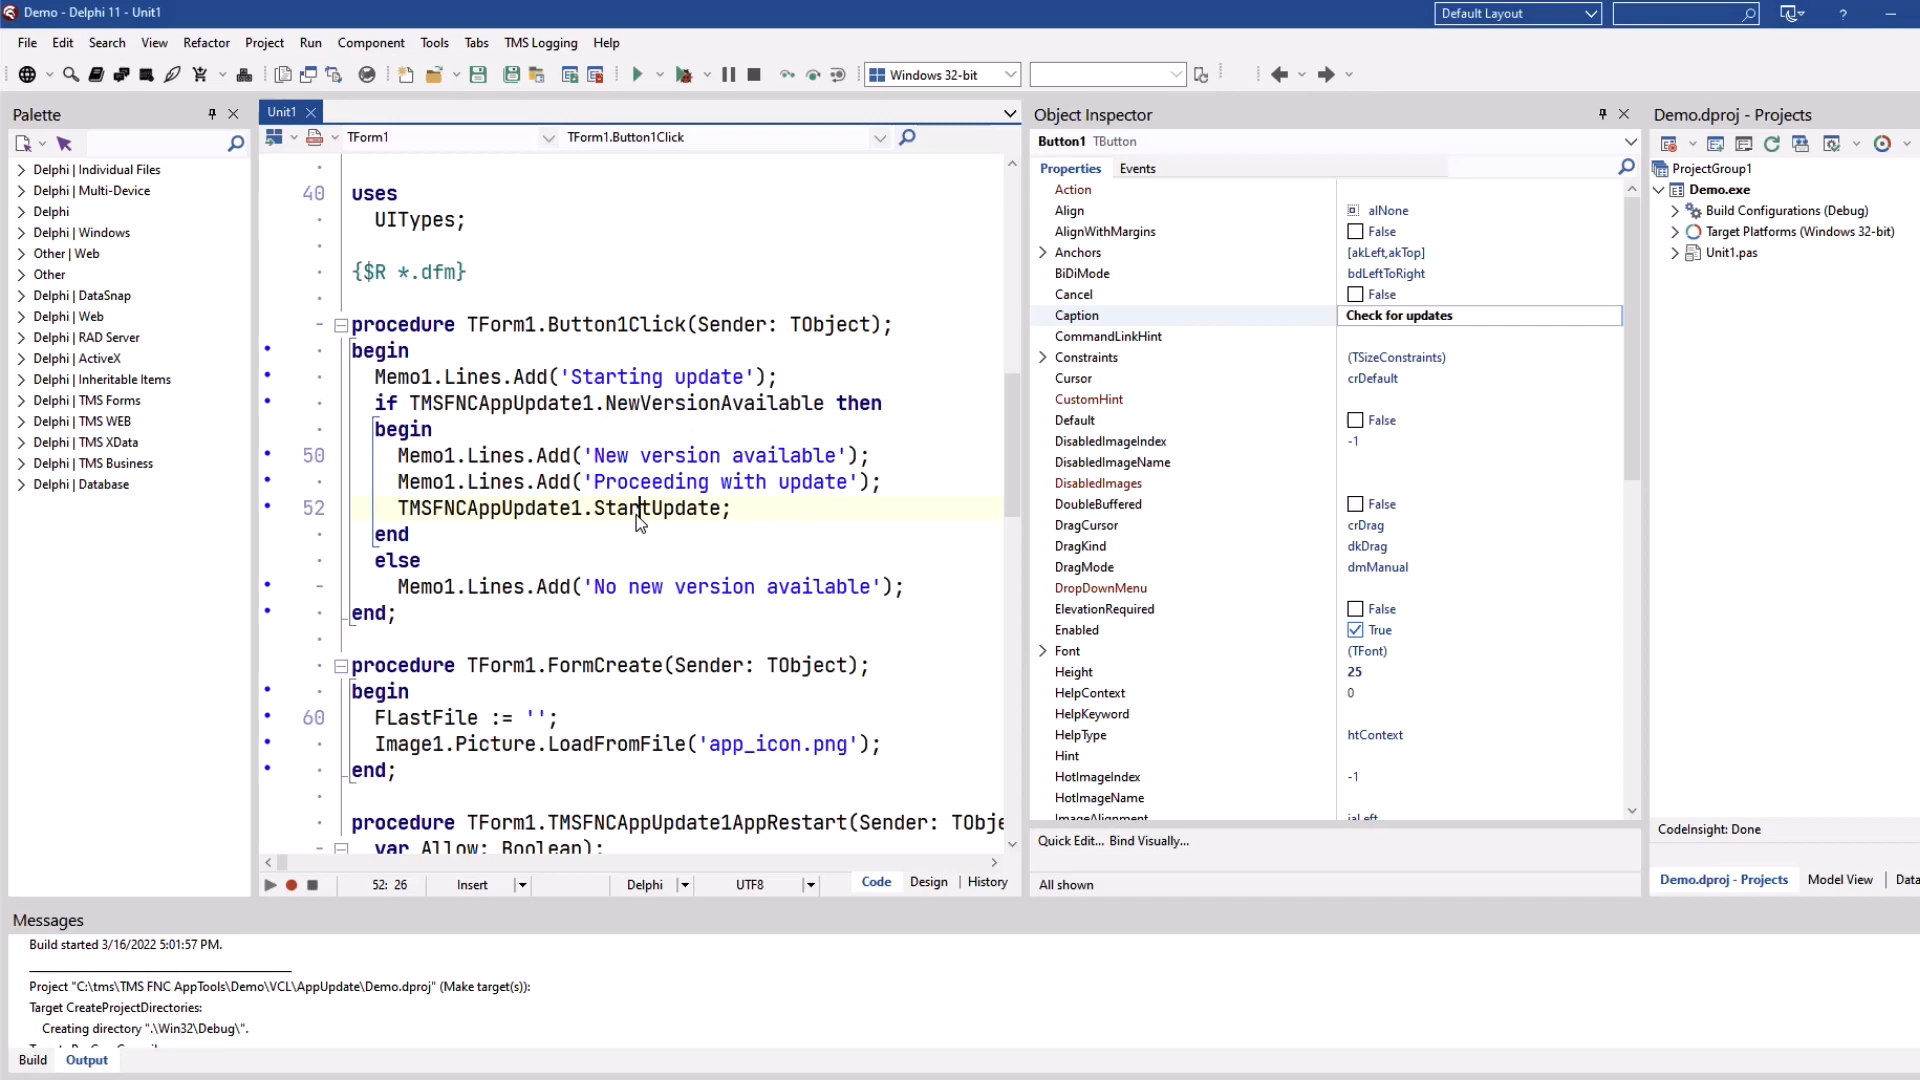 Demo - Delphi 11 - Unit1
Default Layout
?
File Edit Search View Refactor Project Run Component Tools Tabs TMS Logging Help
Windows 32-bit
Palette
Delphi | Individual Files
Delphi | Multi-Device
Delphi
Delphi | Windows
Other | Web
Other
Delphi | DataSnap
Delphi | Web
Delphi | RAD Server
Delphi | ActiveX
Delphi | Inheritable Items
Delphi | TMS Forms
Delphi | TMS WEB
Delphi | TMS XData
Delphi | TMS Business
Delphi | Database
Unit1
TForm1 TForm1.Button1Click
40 uses
UITypes;
{$R *.dfm}
procedure TForm1.Button1Click(Sender: TObject);
begin
Memo1.Lines.Add('Starting update');
if TMSFNCAppUpdate1.NewVersionAvailable then
begin
50 Memo1.Lines.Add('New version available');
Memo1.Lines.Add('Proceeding with update');
52 TMSFNCAppUpdate1.StartUpdate;
end
else
Memo1.Lines.Add('No new version available');
end;
procedure TForm1.FormCreate(Sender: TObject);
begin
60 FLastFile := '';
Image1.Picture.LoadFromFile('app_icon.png');
end;
procedure TForm1.TMSFNCAppUpdate1AppRestart(Sender: TObje
var Allow: Boolean);
52: 26 Insert Delphi UTF8 Code Design History
Object Inspector
Button1 TButton
Properties Events
Action
Align alNone
AlignWithMargins False
Anchors [akLeft,akTop]
BiDiMode bdLeftToRight
Cancel False
Caption Check for updates
CommandLinkHint
Constraints (TSizeConstraints)
Cursor crDefault
CustomHint
Default False
DisabledImageIndex -1
DisabledImageName
DisabledImages
DoubleBuffered False
DragCursor crDrag
DragKind dkDrag
DragMode dmManual
DropDownMenu
ElevationRequired False
Enabled True
Font (TFont)
Height 25
HelpContext 0
HelpKeyword
HelpType htContext
Hint
HotImageIndex -1
HotImageName
ImageAlignment iaLeft
Quick Edit... Bind Visually...
All shown
Demo.dproj - Projects
ProjectGroup1
Demo.exe
Build Configurations (Debug)
Target Platforms (Windows 32-bit)
Unit1.pas
CodeInsight: Done
Demo.dproj - Projects Model View Data
Messages
Build started 3/16/2022 5:01:57 PM.
Project "C:\tms\TMS FNC AppTools\Demo\VCL\AppUpdate\Demo.dproj" (Make target(s)):
Target CreateProjectDirectories:
Creating directory ".\Win32\Debug\".
Build Output